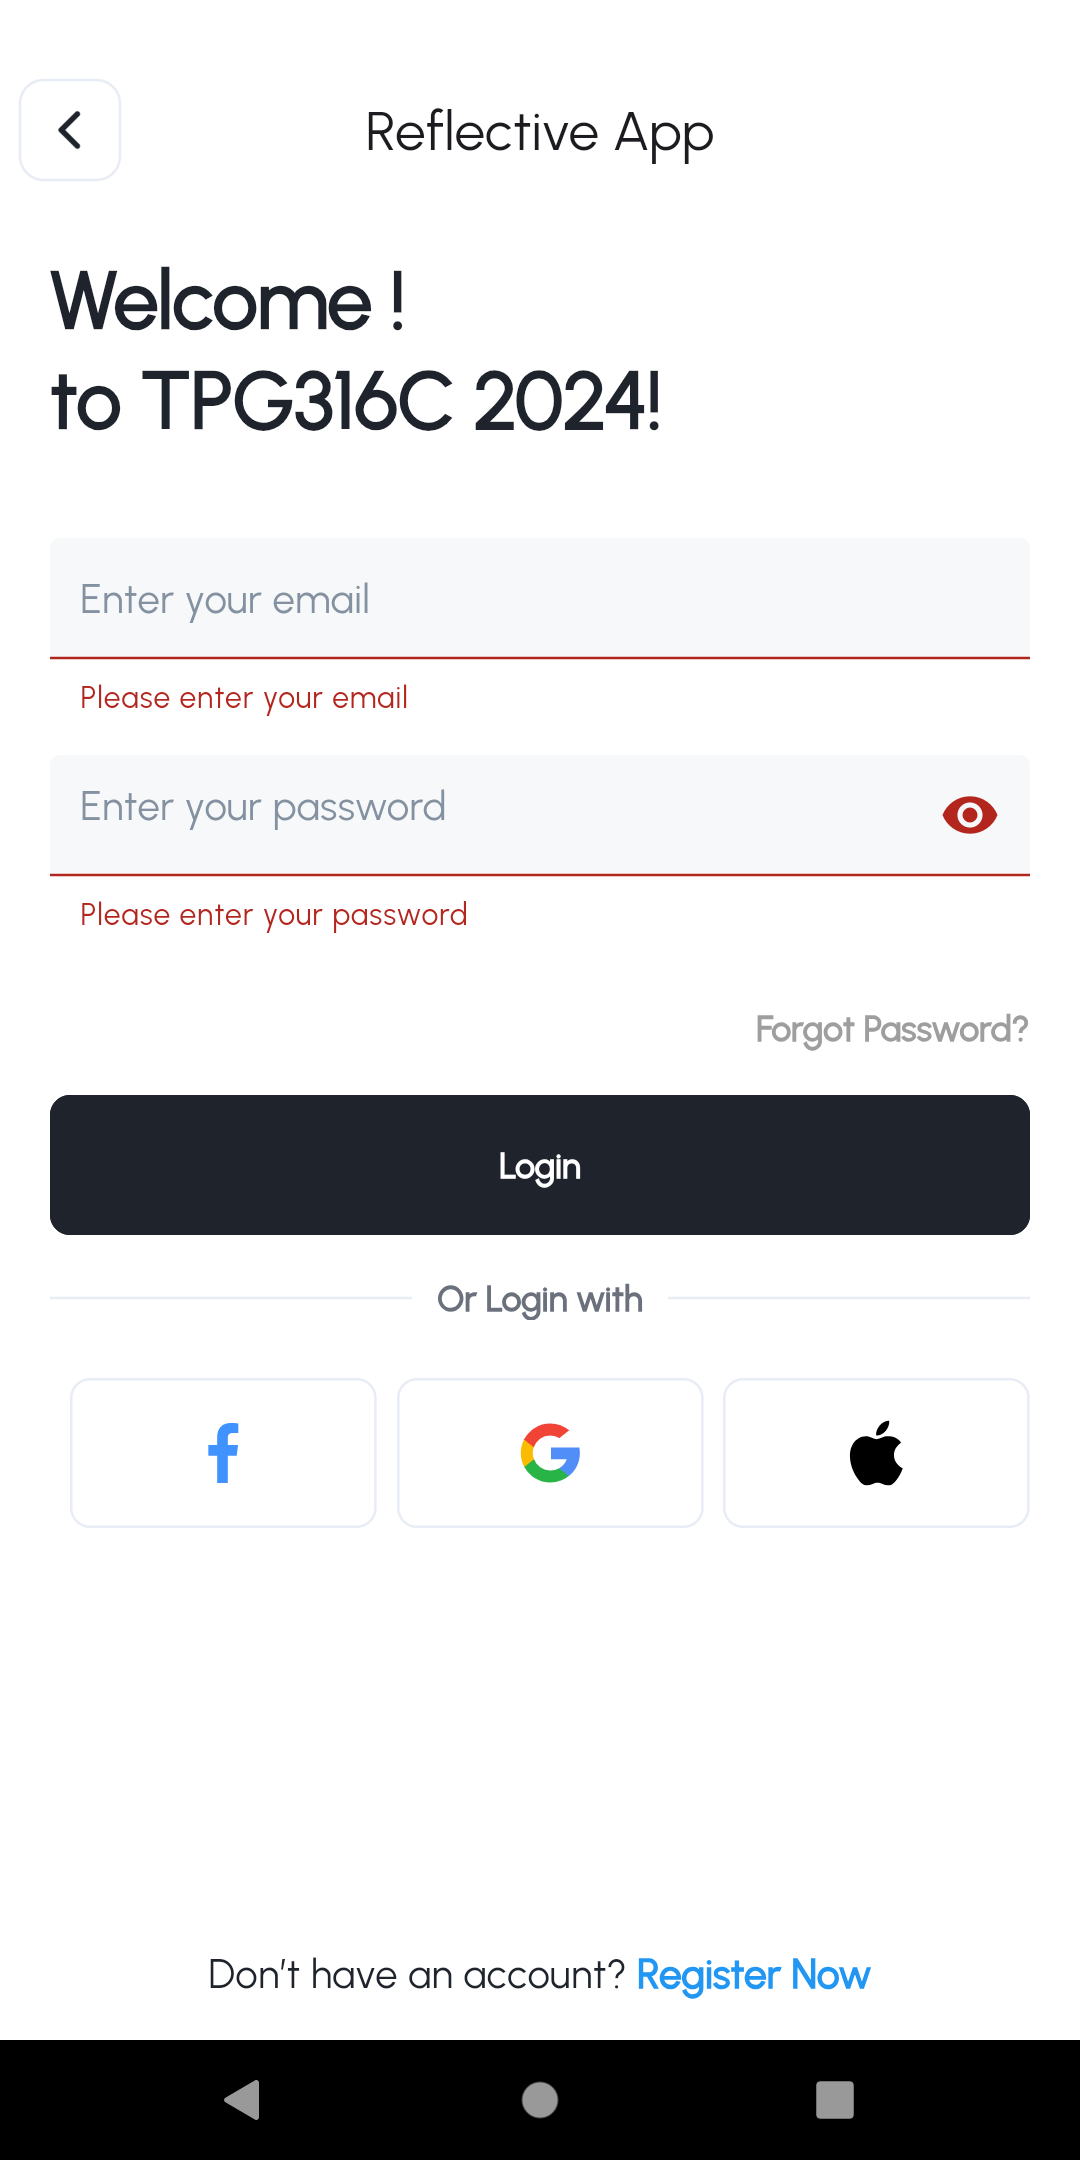 Reflective App
Welcome !
to TPG316C 2024!
Enter your email
Please enter your email
Enter your password
Please enter your password
Forgot Password?
Login
Or Login with
Don't have an account? Register Now